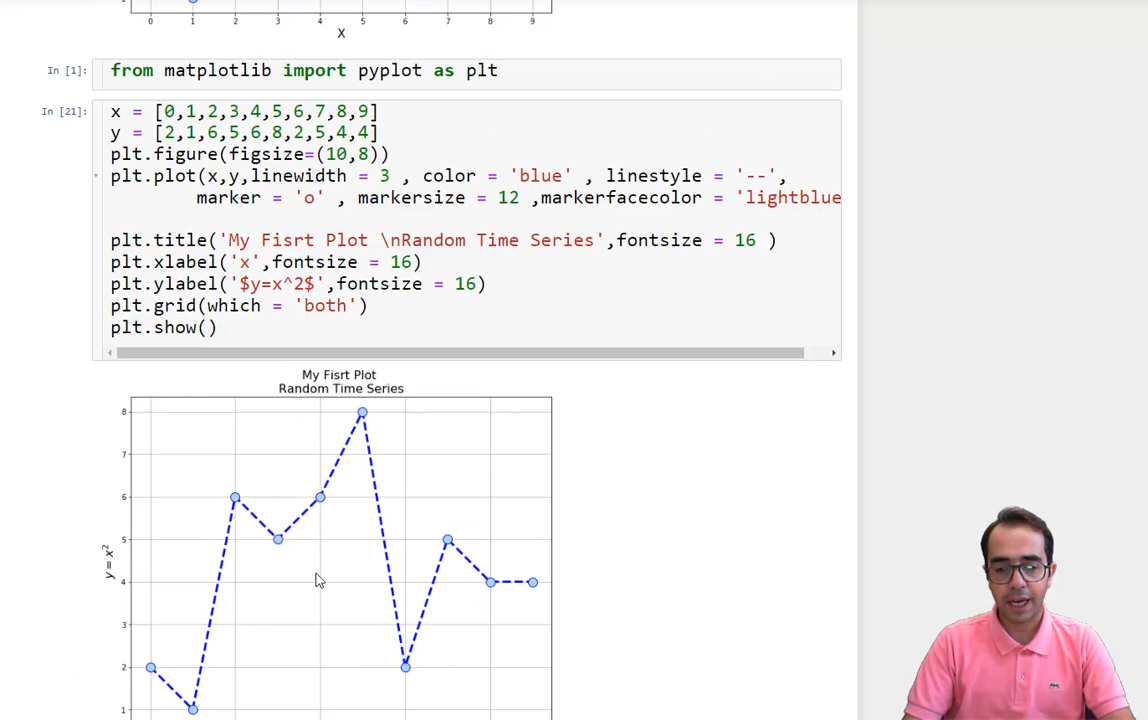 0 1 2 3 4 5 6 7 8 9
X
In [1]: from matplotlib import pyplot as plt
In [21]: x = [0,1,2,3,4,5,6,7,8,9]
y = [2,1,6,5,6,8,2,5,4,4]
plt.figure(figsize=(10,8))
plt.plot(x,y,linewidth = 3 , color = 'blue' , linestyle = '--',
marker = 'o' , markersize = 12 ,markerfacecolor = 'lightblue
plt.title('My Fisrt Plot \nRandom Time Series',fontsize = 16 )
plt.xlabel('x',fontsize = 16)
plt.ylabel('$y=x^2$',fontsize = 16)
plt.grid(which = 'both')
plt.show()
My Fisrt Plot
Random Time Series
8
7
6
5
4
3
2
1
y = x²